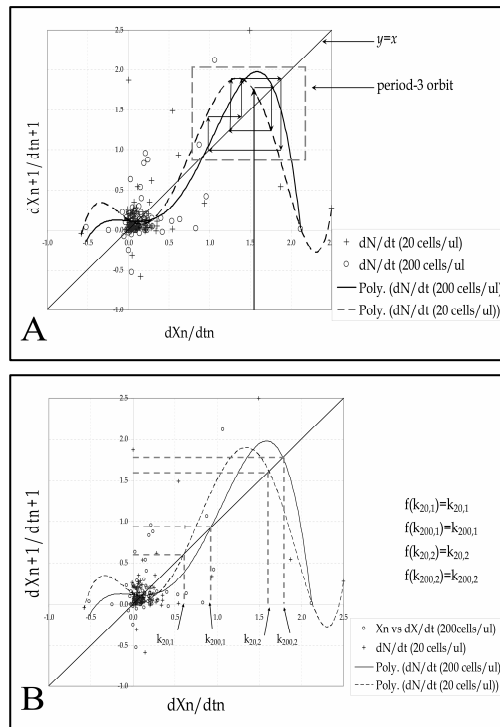 2.5
y=x
2.0
period-3 orbit
1.5
cXn+1/dtn+1
1.0
0.5
0.0
-0.5 0.0 0.5 1.0 1.5 2.0 2.5
-0.5
-1.0
+ dN/dt (20 cells/ul)
○ dN/dt (200 cells/ul
Poly. (dN/dt (200 cells/ul)
Poly. (dN/dt (20 cells/ul))
A
dXn/dtn
2.5
2.0
1.5
dXn+1/dtn+1
1.0
0.5
0.0
-1.0 -0.5 0.0 0.5 1.0 1.5 2.0 2.5
-0.5
-1.0
k20,1 k200,1 k20,2 k200,2
f(k20,1)=k20,1
f(k200,1)=k200,1
f(k20,2)=k20,2
f(k200,2)=k200,2
Xn vs dX/dt (200cells/ul)
dN/dt (20 cells/ul)
Poly. (dN/dt (200 cells/ul)
Poly. (dN/dt (20 cells/ul))
B
dXn/dtn